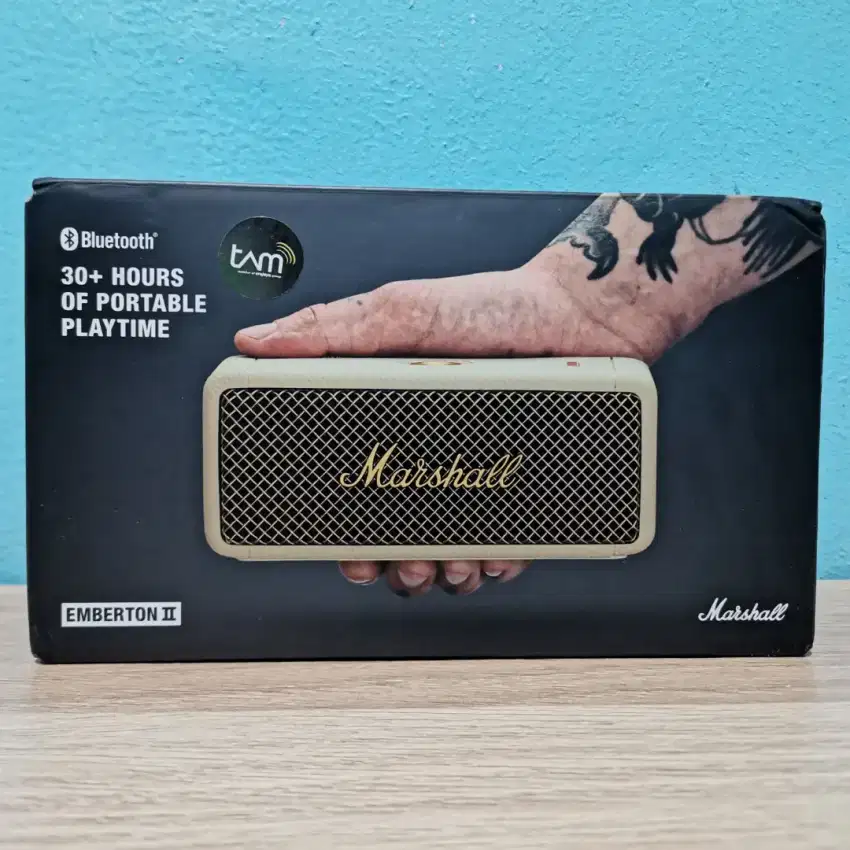 Bluetooth®
30+ HOURS
OF PORTABLE
PLAYTIME
tam
Marshall
EMBERTON II
Marshall